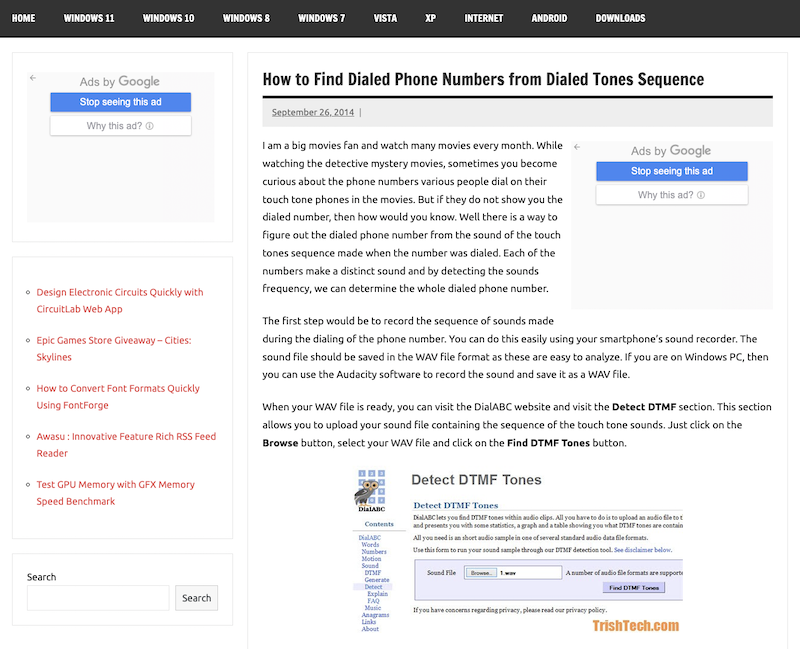 HOME WINDOWS 11 WINDOWS 10 WINDOWS 8 WINDOWS 7 VISTA XP INTERNET ANDROID DOWNLOADS
Ads by Google
Stop seeing this ad
Why this ad?
Design Electronic Circuits Quickly with
CircuitLab Web App
Epic Games Store Giveaway – Cities:
Skylines
How to Convert Font Formats Quickly
Using FontForge
Awasu : Innovative Feature Rich RSS Feed
Reader
Test GPU Memory with GFX Memory
Speed Benchmark
Search
Search
How to Find Dialed Phone Numbers from Dialed Tones Sequence
September 26, 2014 |
I am a big movies fan and watch many movies every month. While
watching the detective mystery movies, sometimes you become
curious about the phone numbers various people dial on their
touch tone phones in the movies. But if they do not show you the
dialed number, then how would you know. Well there is a way to
figure out the dialed phone number from the sound of the touch
tones sequence made when the number was dialed. Each of the
numbers make a distinct sound and by detecting the sounds
frequency, we can determine the whole dialed phone number.
Ads by Google
Stop seeing this ad
Why this ad?
The first step would be to record the sequence of sounds made
during the dialing of the phone number. You can do this easily using your smartphone's sound recorder. The
sound file should be saved in the WAV file format as these are easy to analyze. If you are on Windows PC, then
you can use the Audacity software to record the sound and save it as a WAV file.
When your WAV file is ready, you can visit the DialABC website and visit the Detect DTMF section. This section
allows you to upload your sound file containing the sequence of the touch tone sounds. Just click on the
Browse button, select your WAV file and click on the Find DTMF Tones button.
DialABC
Contents
DialABC
Words
Numbers
Motion
Sound
DTMF
Generate
Detect
Explain
FAQ
Music
Anagrams
Links
About
Detect DTMF Tones
Detect DTMF Tones
DialABC lets you find DTMF tones within audio clips. All you have to do is to upload an audio file to t
and presents you with some statistics, a graph and a table showing you what DTMF tones are contain
All you need is an short audio sample in one of several standard audio data file formats.
Use this form to run your sound sample through our DTMF detection tool. See disclaimer below.
Sound File Browse.. 1.wav A number of audio file formats are supporte
Find DTMF Tones
If you have concerns regarding privacy, please read our privacy policy.
TrishTech.com